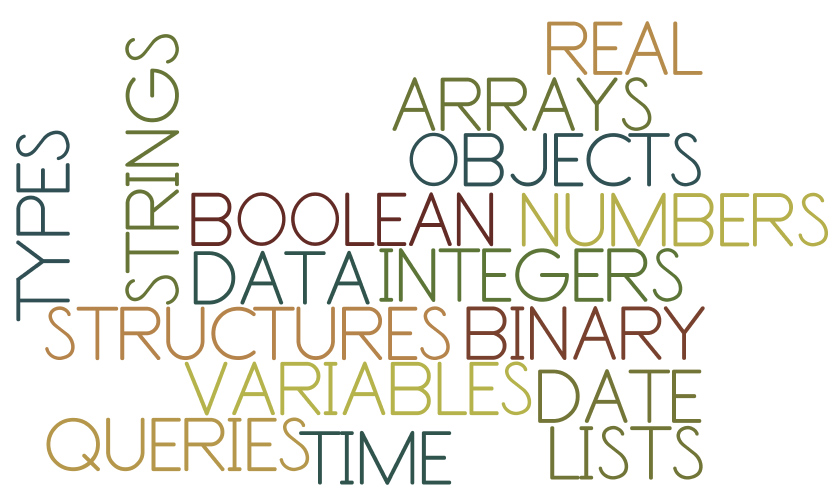 REAL
ARRAYS
OBJECTS
TYPES
STRINGS
BOOLEAN NUMBERS
DATA INTEGERS
STRUCTURES BINARY
VARIABLES DATE
QUERIES TIME LISTS